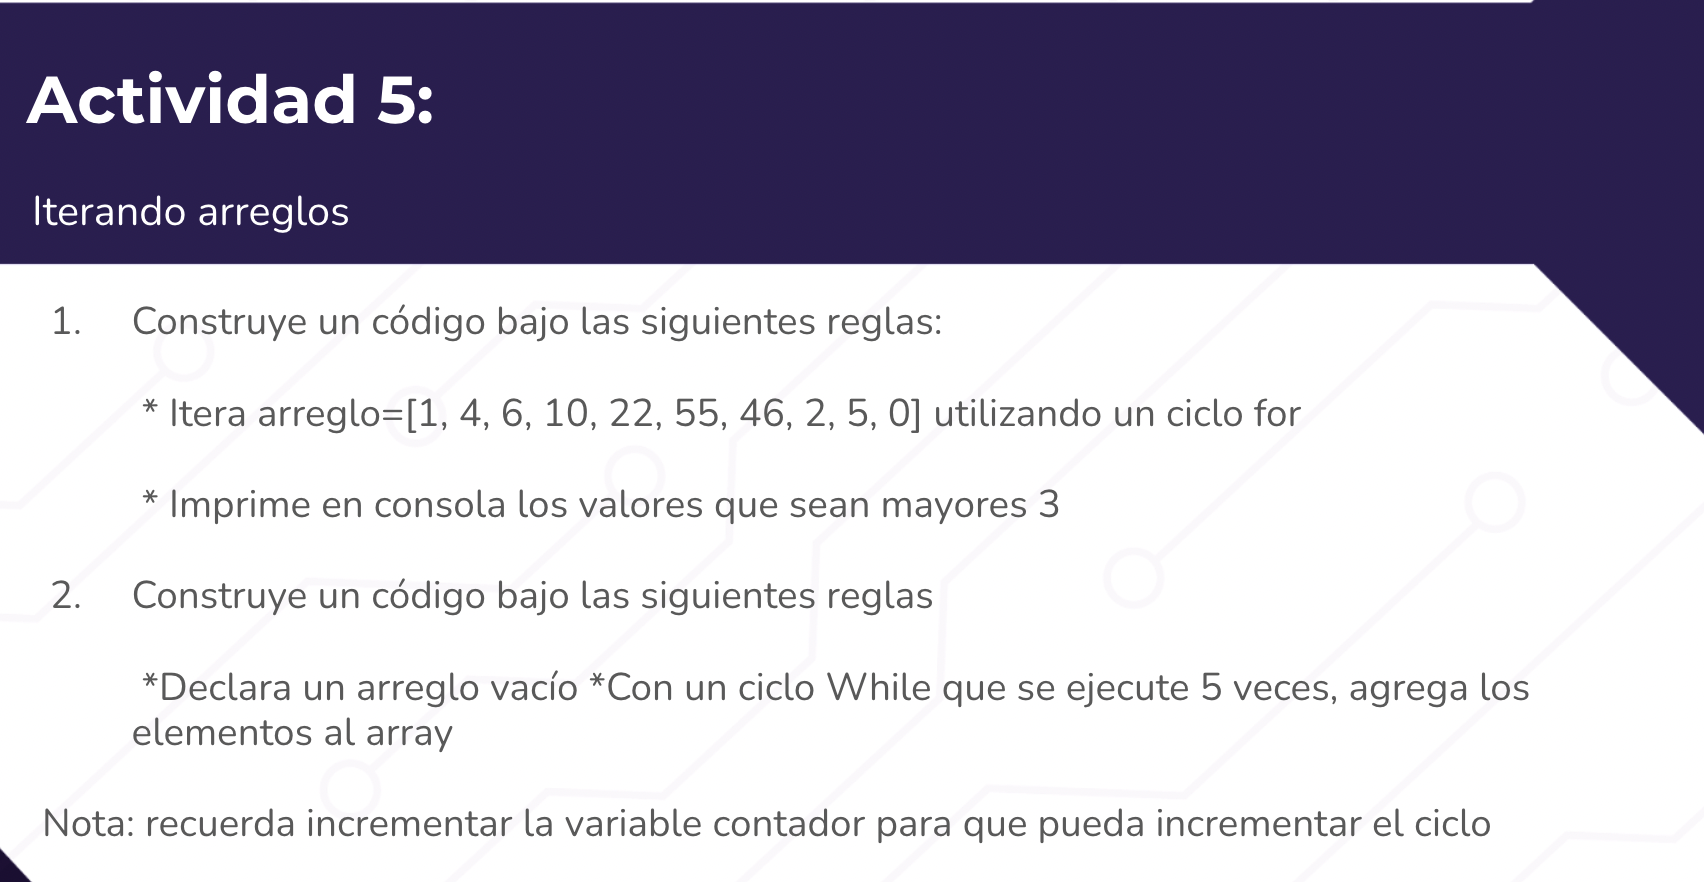 Actividad 5:
Iterando arreglos
1. Construye un código bajo las siguientes reglas:
* Itera arreglo=[1, 4, 6, 10, 22, 55, 46, 2, 5, 0] utilizando un ciclo for
* Imprime en consola los valores que sean mayores 3
2. Construye un código bajo las siguientes reglas
*Declara un arreglo vacío *Con un ciclo While que se ejecute 5 veces, agrega los
elementos al array
Nota: recuerda incrementar la variable contador para que pueda incrementar el ciclo